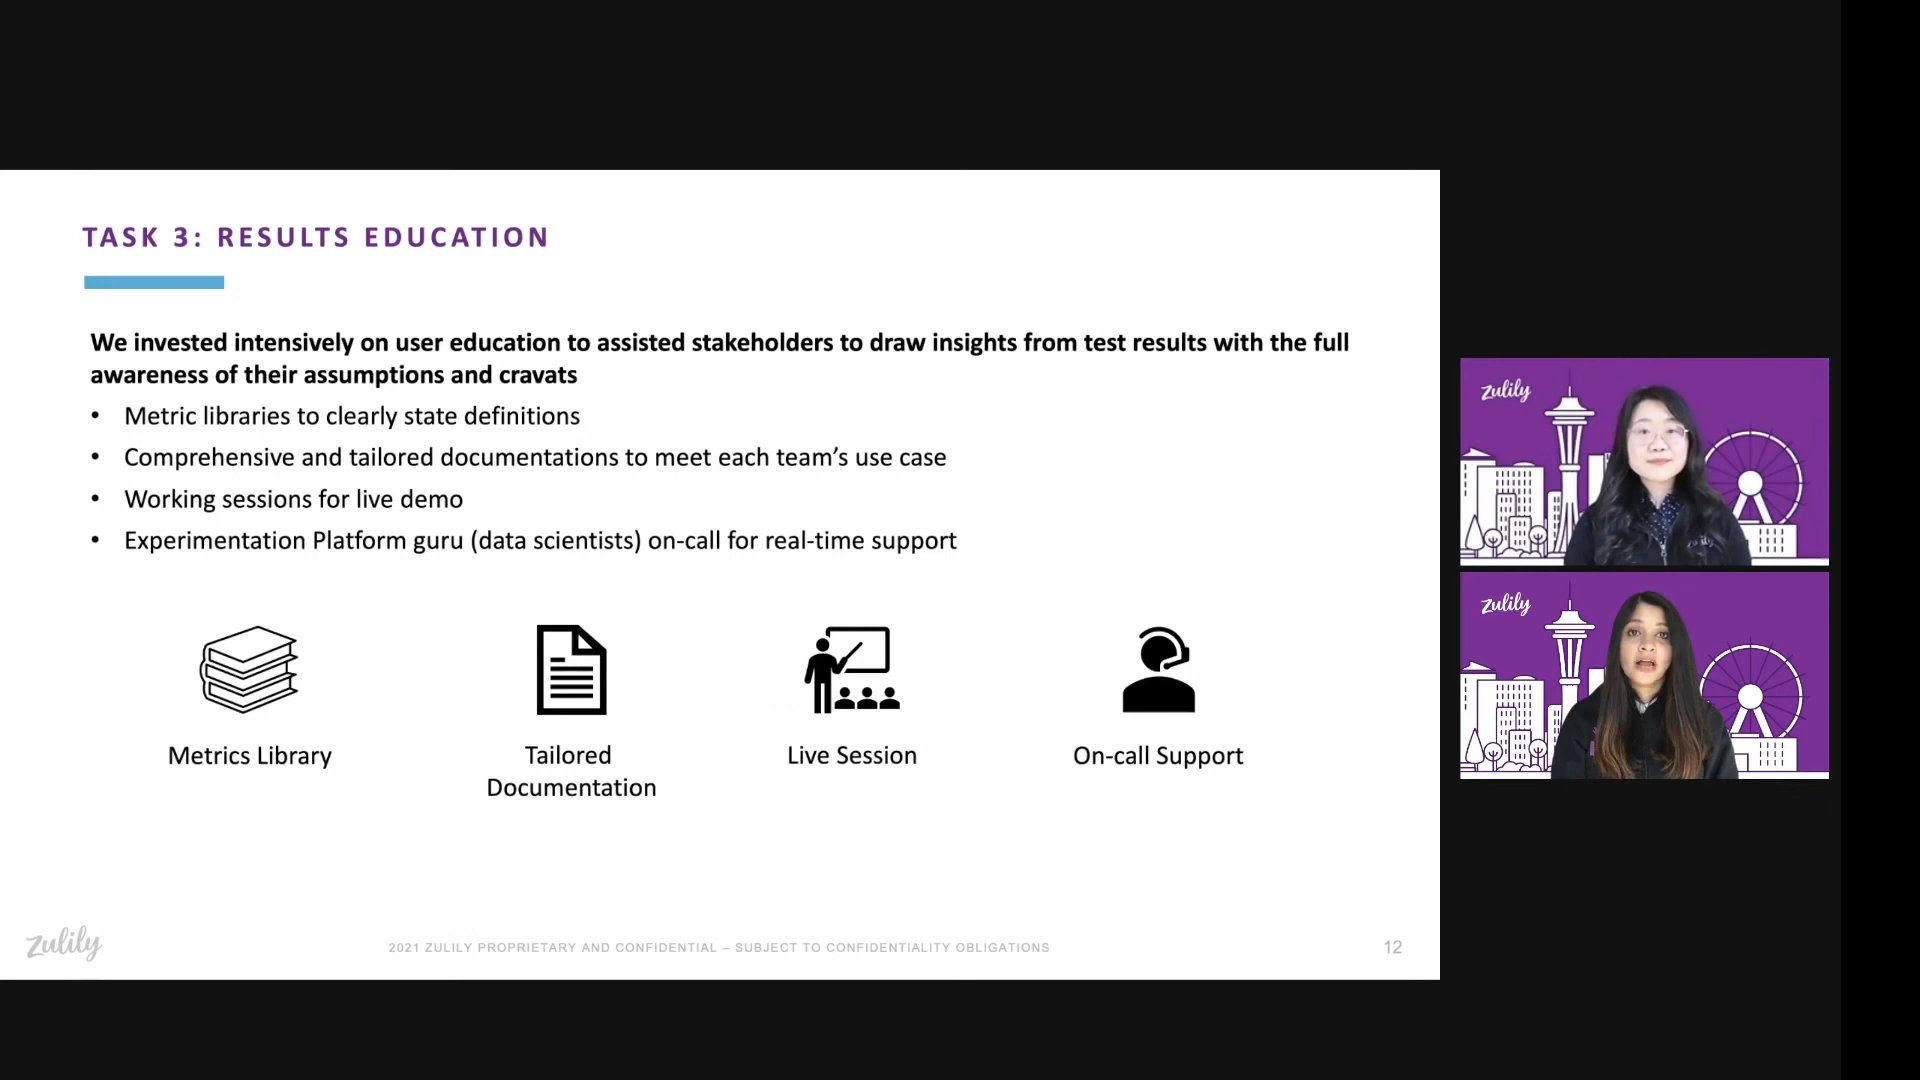 TASK 3: RESULTS EDUCATION
We invested intensively on user education to assisted stakeholders to draw insights from test results with the full
awareness of their assumptions and cravats
• Metric libraries to clearly state definitions
• Comprehensive and tailored documentations to meet each team’s use case
• Working sessions for live demo
• Experimentation Platform guru (data scientists) on-call for real-time support
Metrics Library
Tailored
Documentation
Live Session
On-call Support
zulily
2021 ZULILY PROPRIETARY AND CONFIDENTIAL – SUBJECT TO CONFIDENTIALITY OBLIGATIONS
12
zulily
zulily